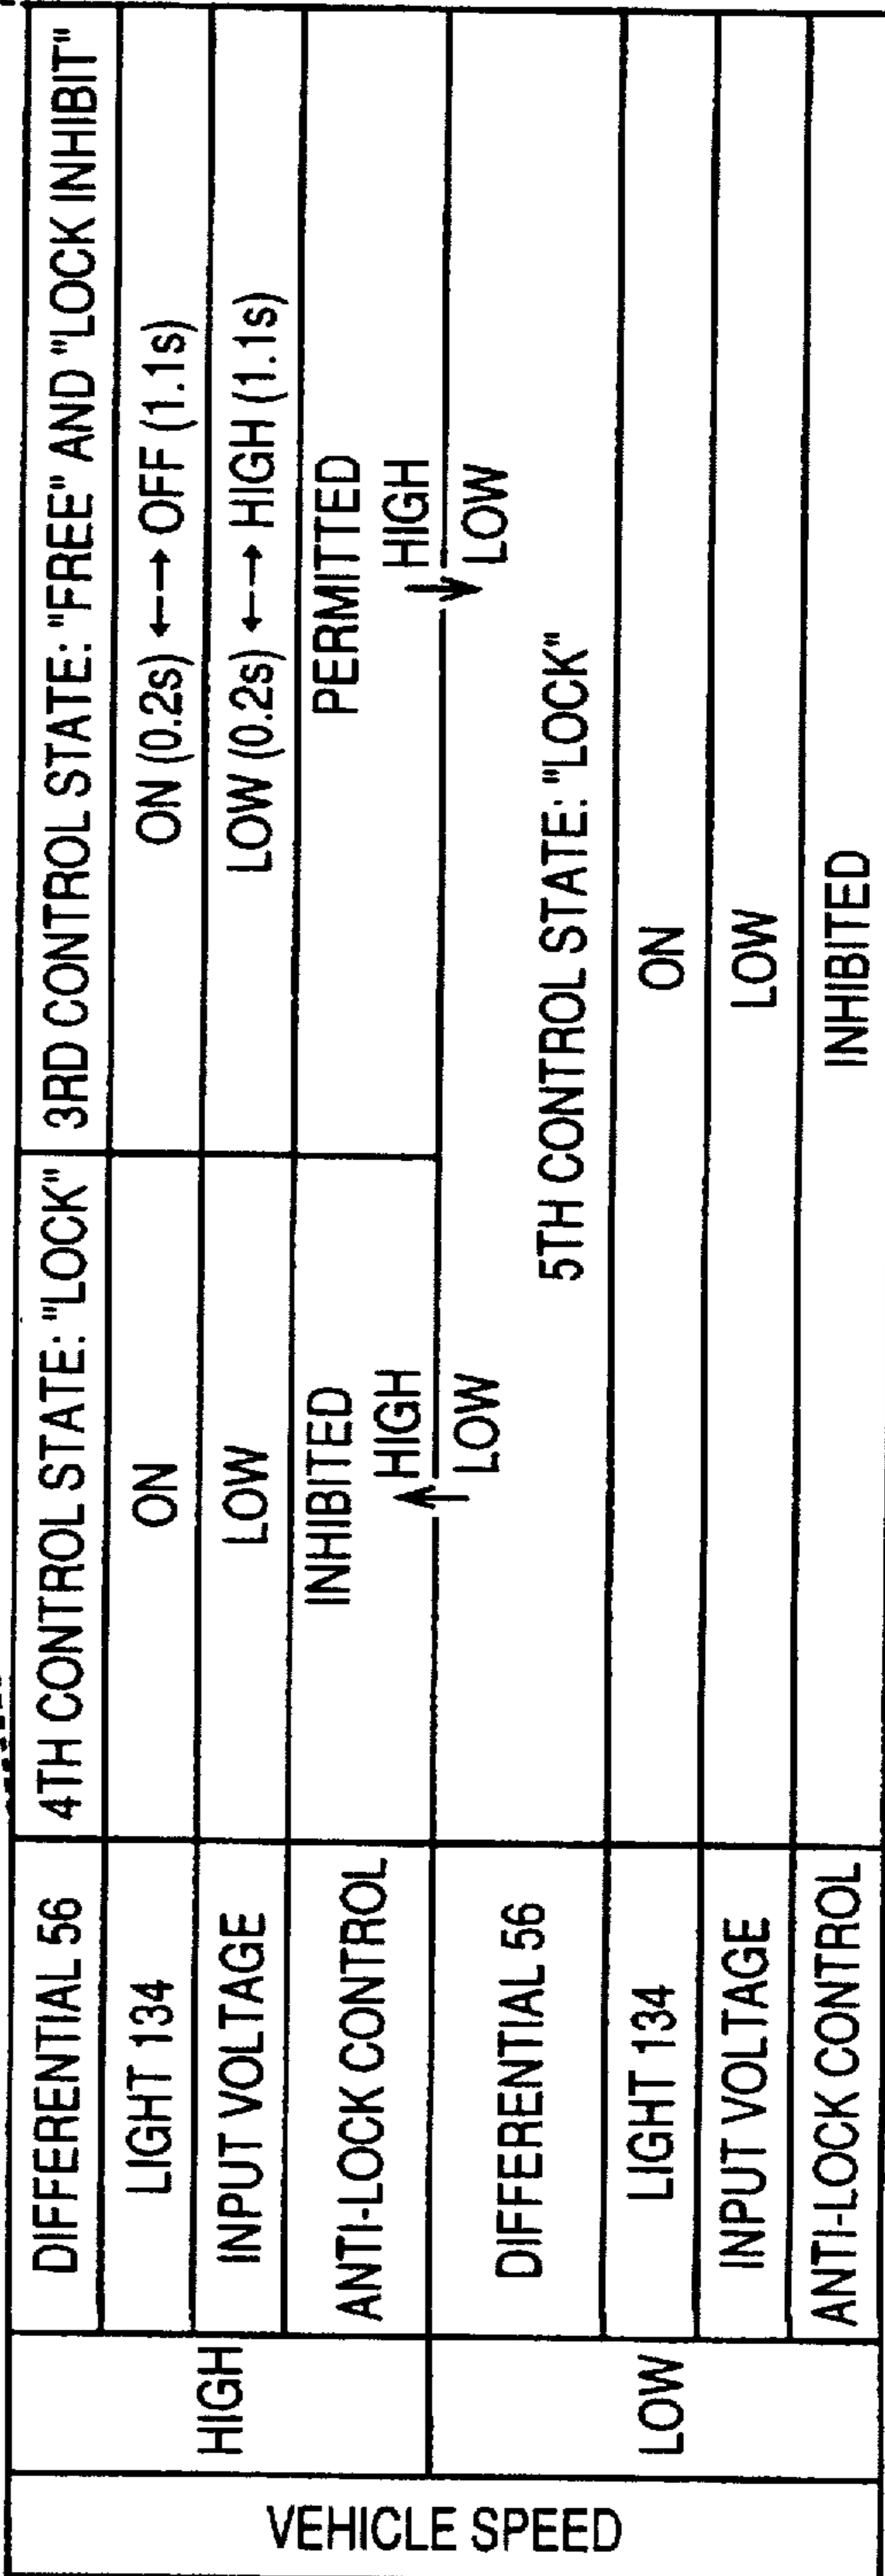 VEHICLE SPEED
HIGH
DIFFERENTIAL 56
4TH CONTROL STATE: "LOCK"
3RD CONTROL STATE: "FREE" AND "LOCK INHIBIT"
LIGHT 134
ON
ON (0.2s) ←→ OFF (1.1s)
INPUT VOLTAGE
LOW
LOW (0.2s) ←→ HIGH (1.1s)
ANTI-LOCK CONTROL
INHIBITED
PERMITTED
↑ HIGH
LOW
↓ HIGH
LOW
LOW
DIFFERENTIAL 56
5TH CONTROL STATE: "LOCK"
LIGHT 134
ON
INPUT VOLTAGE
LOW
ANTI-LOCK CONTROL
INHIBITED